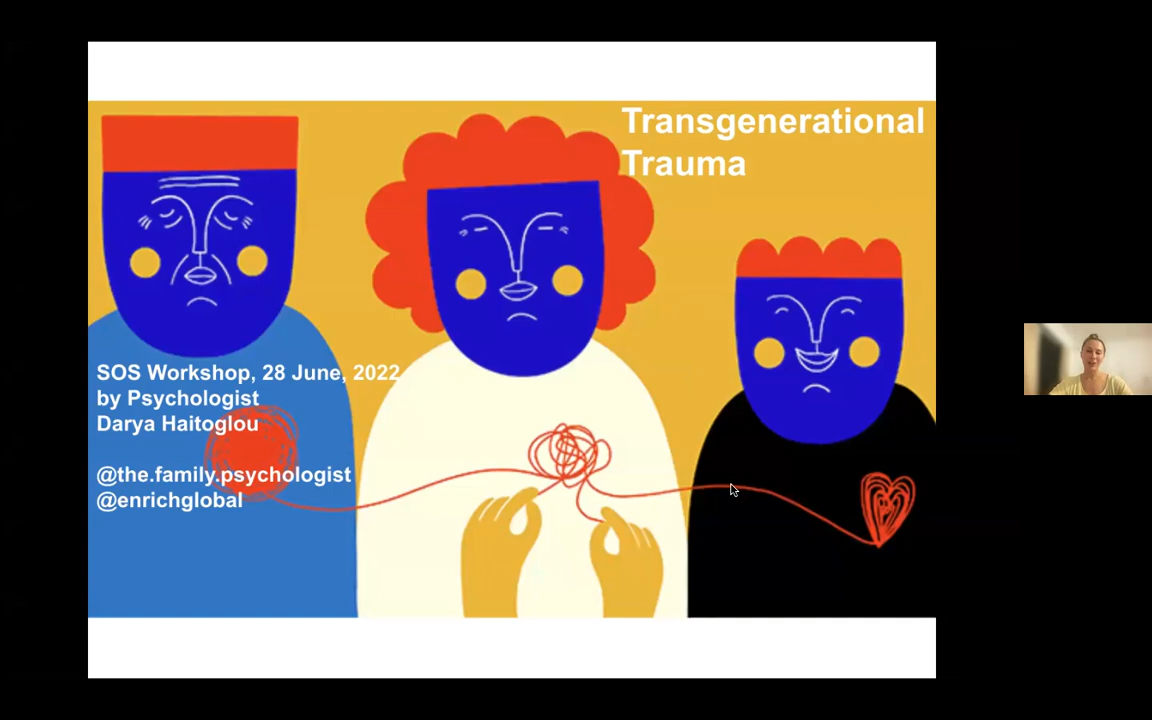 Transgenerational
Trauma
SOS Workshop, 28 June, 2022
by Psychologist
Darya Haitoglou
@the.family.psychologist
@enrichglobal